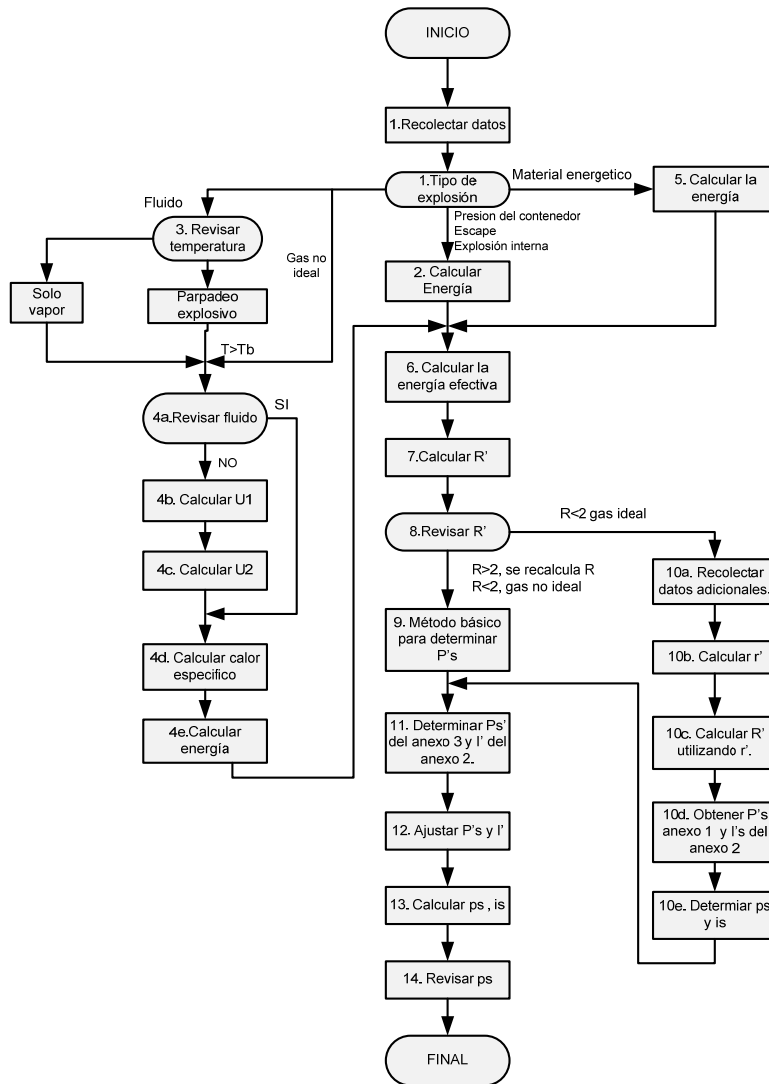 INICIO
1.Recolectar datos
1.Tipo de
explosión
Material energetico
5. Calcular la
energía
Fluido
3. Revisar
temperatura
Gas no
ideal
Presion del contenedor
Escape
Explosión interna
2. Calcular
Energía
Solo
vapor
Parpadeo
explosivo
T>Tb
6. Calcular la
energía efectiva
4a.Revisar fluido
SI
NO
7.Calcular R'
4b. Calcular U1
8.Revisar R'
R<2 gas ideal
4c. Calcular U2
R>2, se recalcula R
R<2, gas no ideal
10a. Recolectar
datos adicionales.
9. Método básico
para determinar
P's
4d. Calcular calor
especifico
10b. Calcular r'
4e.Calcular
energía
11. Determinar Ps'
del anexo 3 y I' del
anexo 2.
10c. Calcular R'
utilizando r'.
12. Ajustar P's y I'
10d. Obtener P's
anexo 1 y I's del
anexo 2
13. Calcular ps , is
10e. Determiar ps
y is
14. Revisar ps
FINAL